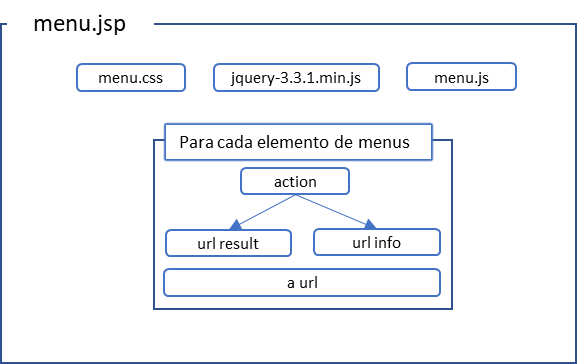 menu.jsp
menu.css
jquery-3.3.1.min.js
menu.js
Para cada elemento de menus
action
url result
url info
a url